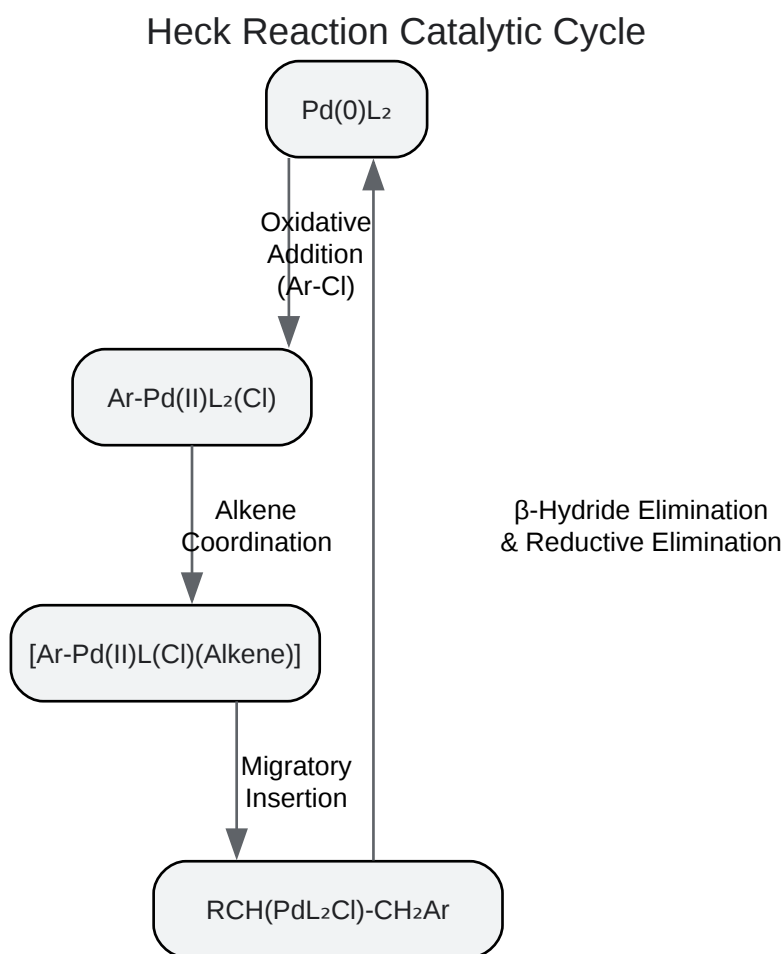 Heck Reaction Catalytic Cycle
Pd(0)L₂
Oxidative
Addition
(Ar-Cl)
Ar-Pd(II)L₂(Cl)
Alkene
Coordination
β-Hydride Elimination
& Reductive Elimination
[Ar-Pd(II)L(Cl)(Alkene)]
Migratory
Insertion
RCH(PdL₂Cl)-CH₂Ar